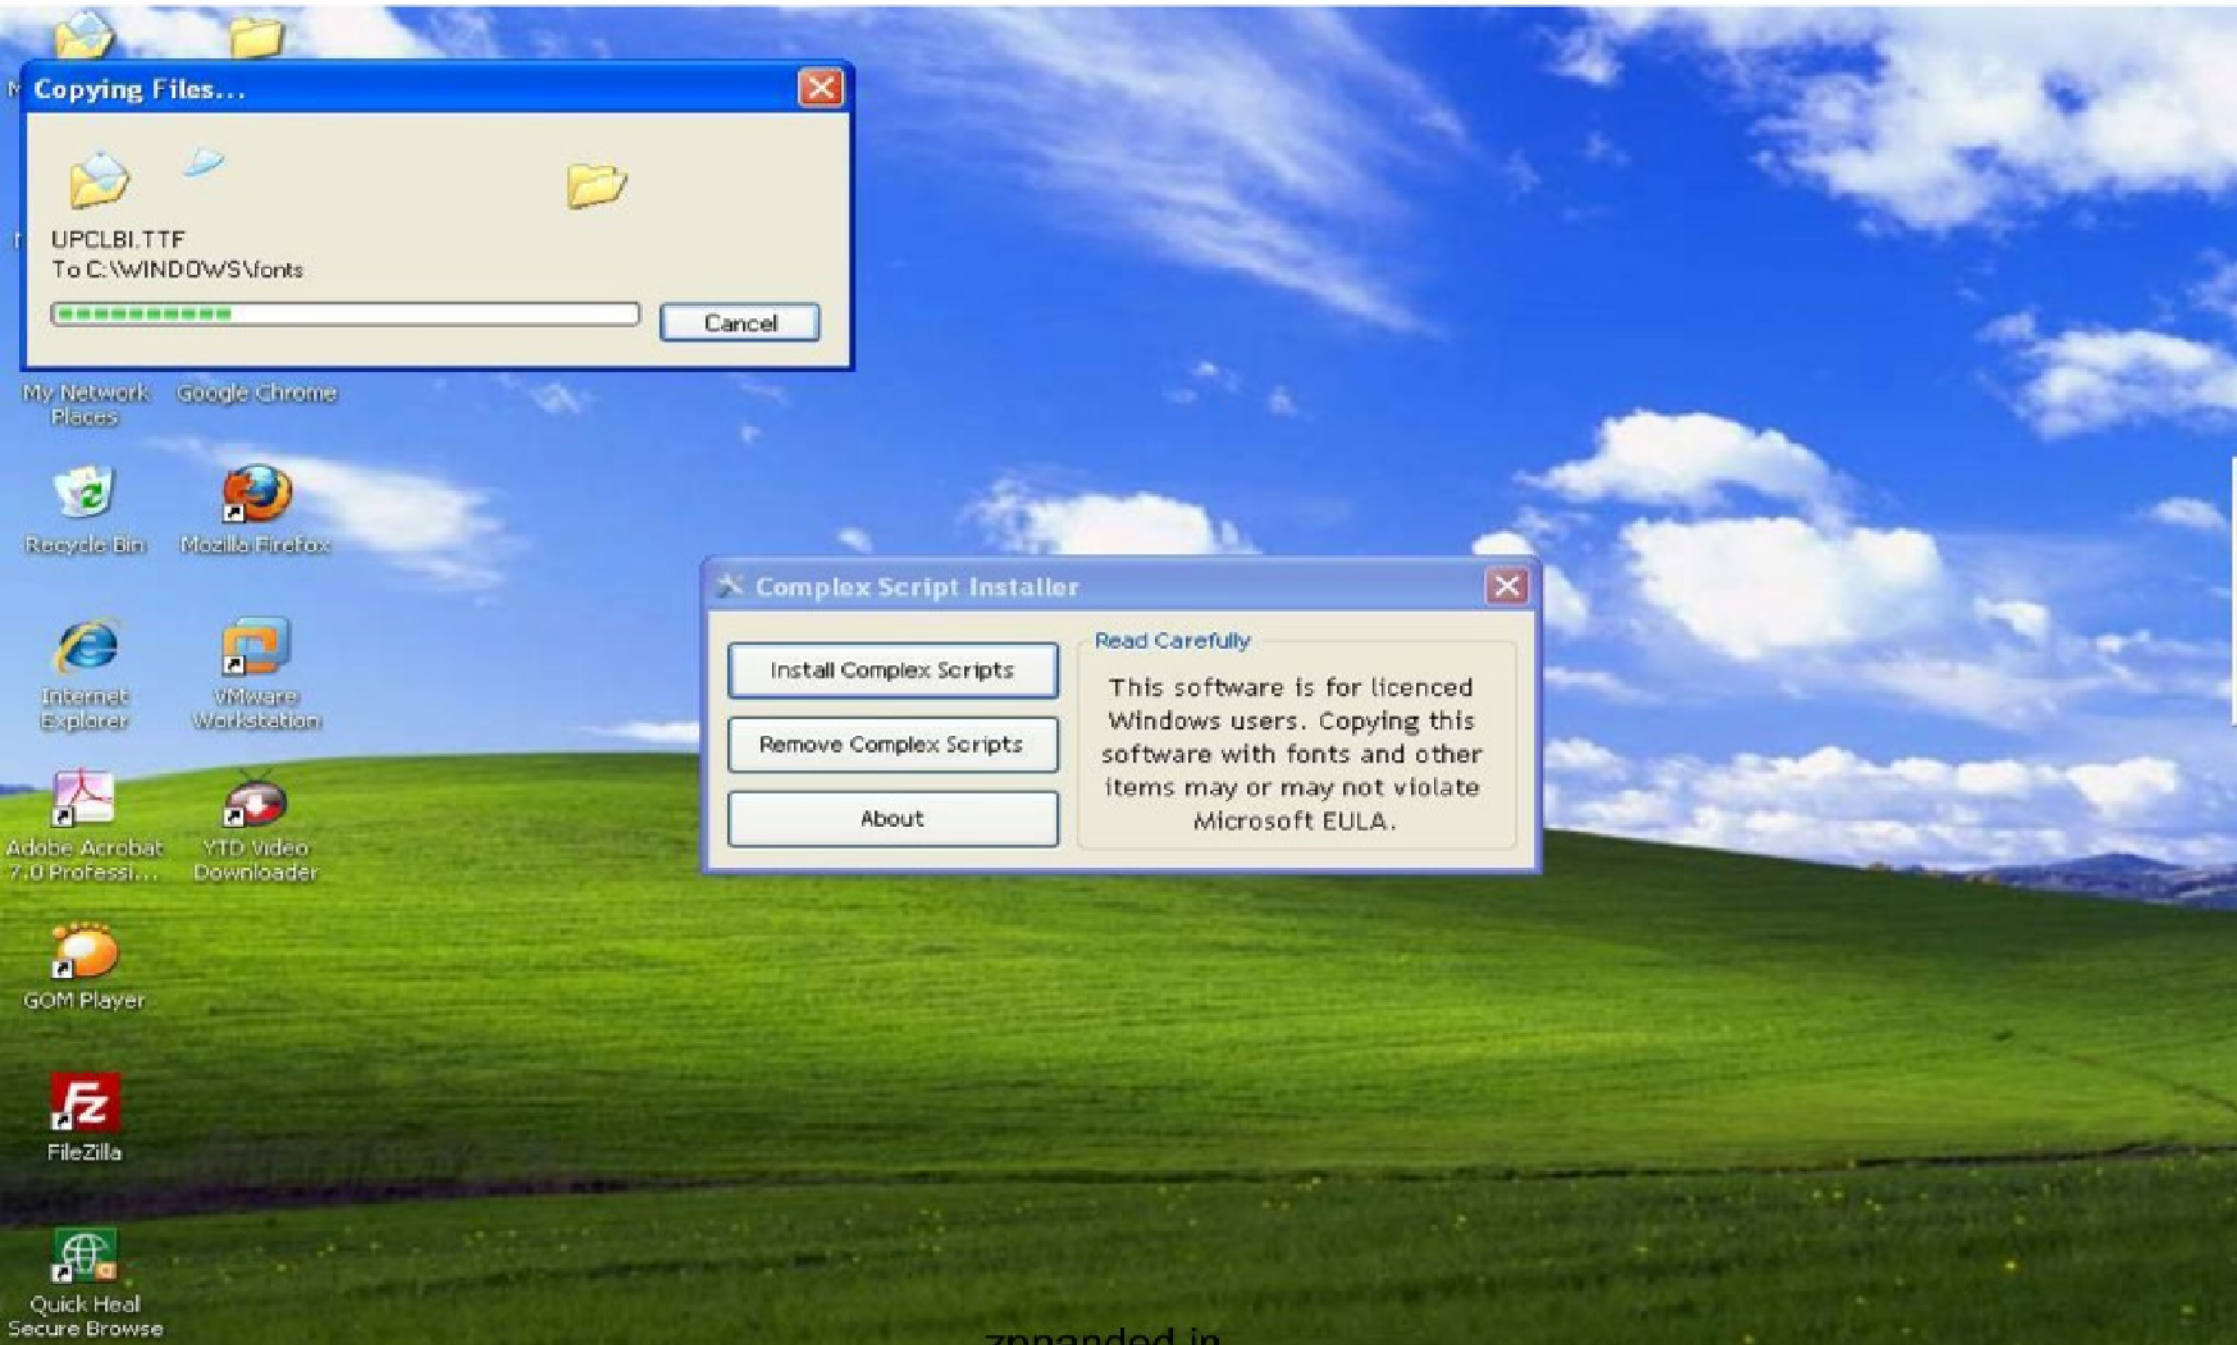 Copying Files...
UPCLBI.TTF
To C:\WINDOWS\fonts
Cancel
My Network
Places
Google Chrome
Recycle Bin
Mozilla Firefox
Internet
Explorer
VMware
Workstation
Adobe Acrobat
7.0 Professi...
YTD Video
Downloader
GOM Player
FileZilla
Quick Heal
Secure Browse
Complex Script Installer
Install Complex Scripts
Remove Complex Scripts
About
Read Carefully
This software is for licenced
Windows users. Copying this
software with fonts and other
items may or may not violate
Microsoft EULA.